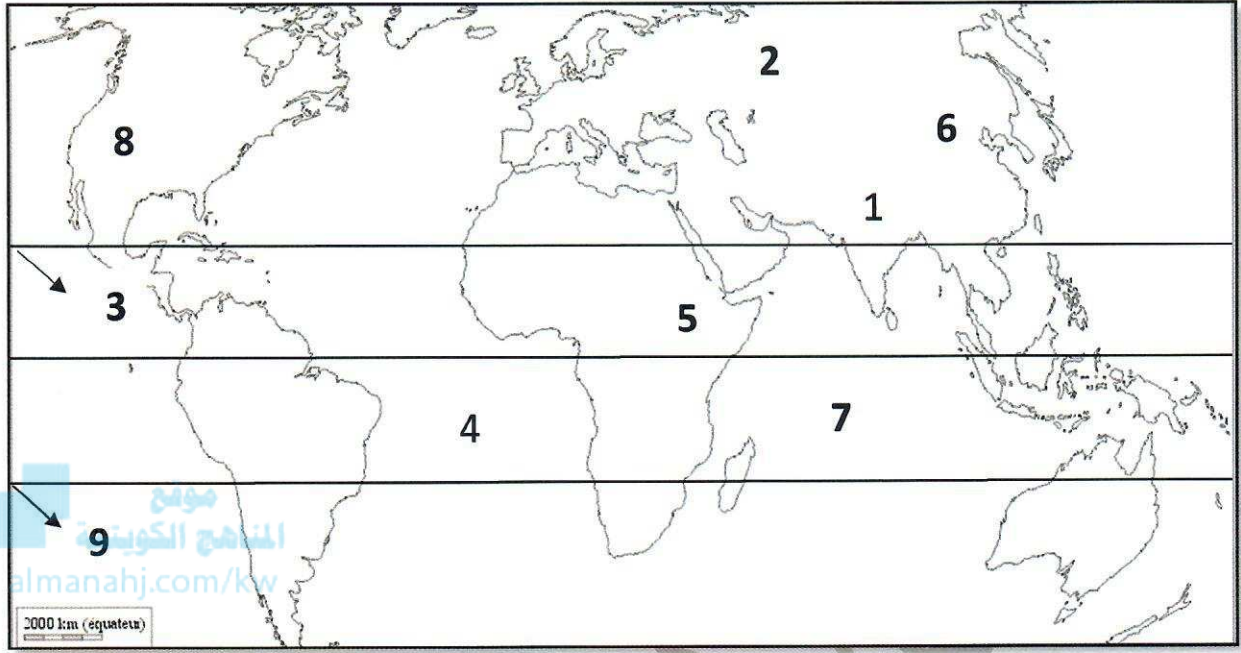 2
8
6
1
3
5
4
7
موقع
المناهج الكويتية
9
almanahj.com/kw
2000 km (équateur)